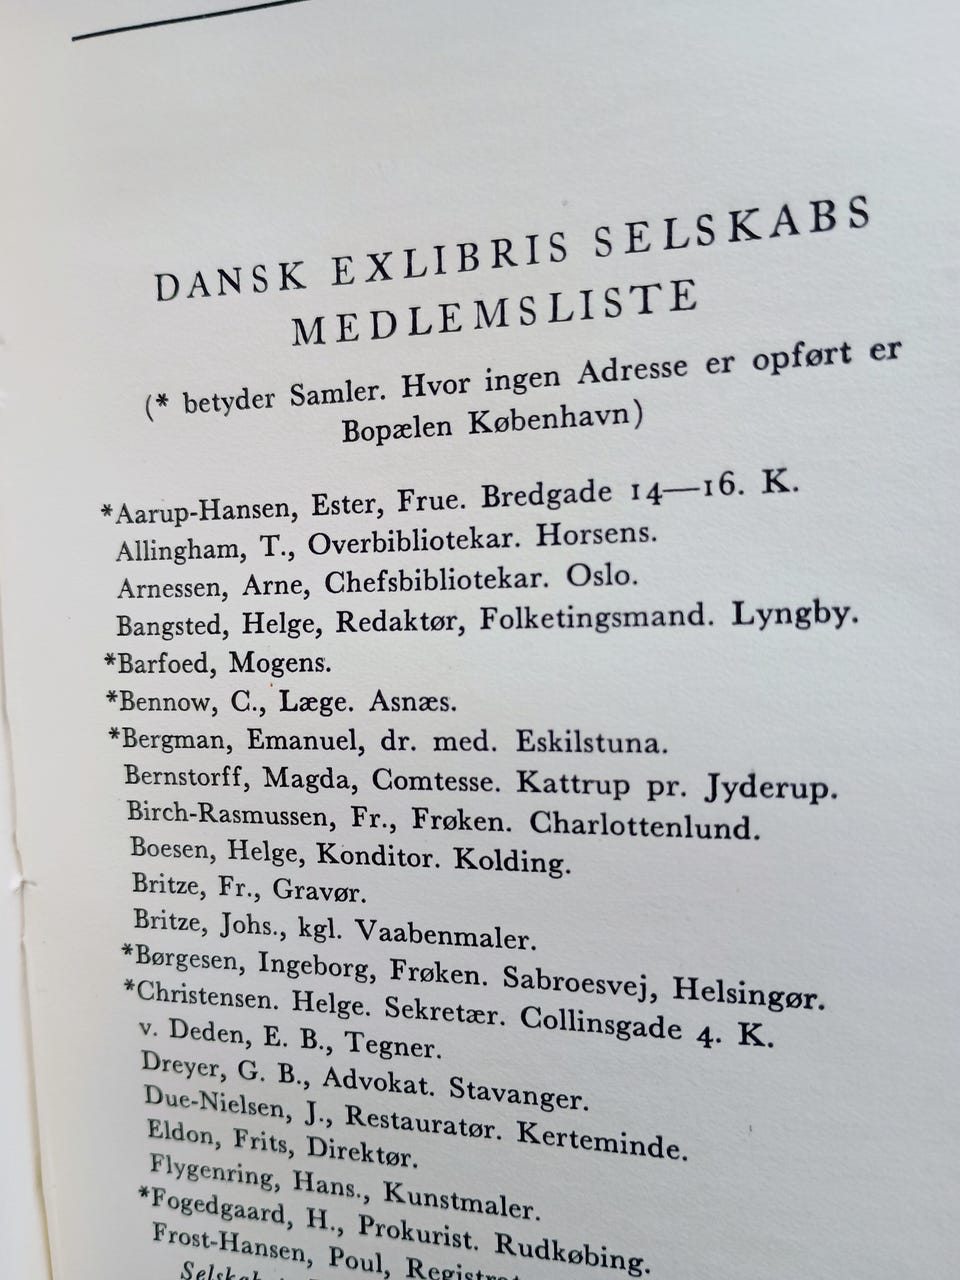 DANSK EXLIBRIS SELSKABS
MEDLEMSLISTE
(* betyder Samler. Hvor ingen Adresse er opført er
Bopælen København)
*Aarup-Hansen, Ester, Frue. Bredgade 14—16. K.
Allingham, T., Overbibliotekar. Horsens.
Arnessen, Arne, Chefsbibliotekar. Oslo.
Bangsted, Helge, Redaktør, Folketingsmand. Lyngby.
*Barfoed, Mogens.
*Bennow, C., Læge. Asnæs.
*Bergman, Emanuel, dr. med. Eskilstuna.
Bernstorff, Magda, Comtesse. Kattrup pr. Jyderup.
Birch-Rasmussen, Fr., Frøken. Charlottenlund.
Boesen, Helge, Konditor. Kolding.
Britze, Fr., Gravør.
Britze, Johs., kgl. Vaabenmaler.
*Børgesen, Ingeborg, Frøken. Sabroesvej, Helsingør.
*Christensen. Helge. Sekretær. Collinsgade 4. K.
v. Deden, E. B., Tegner.
Dreyer, G. B., Advokat. Stavanger.
Due-Nielsen, J., Restauratør. Kerteminde.
Eldon, Frits, Direktør.
Flygenring, Hans., Kunstmaler.
*Fogedgaard, H., Prokurist. Rudkøbing.
Frost-Hansen, Poul,